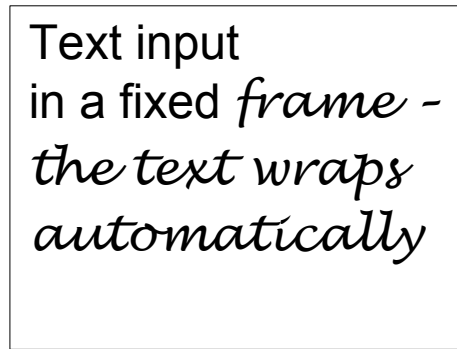 Text input
in a fixed frame –
the text wraps
automatically